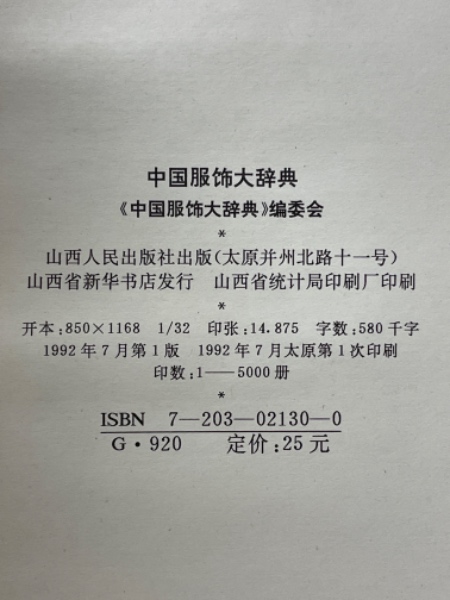 中国服饰大辞典
《中国服饰大辞典》编委会
*
山西人民出版社出版(太原并州北路十一号)
山西省新华书店发行 山西省统计局印刷厂印刷
*
开本:850×1168 1/32 印张:14.875 字数:580千字
1992年7月第1版 1992年7月太原第1次印刷
印数:1——5000册
*
ISBN 7—203—02130—0
G·920 定价:25元